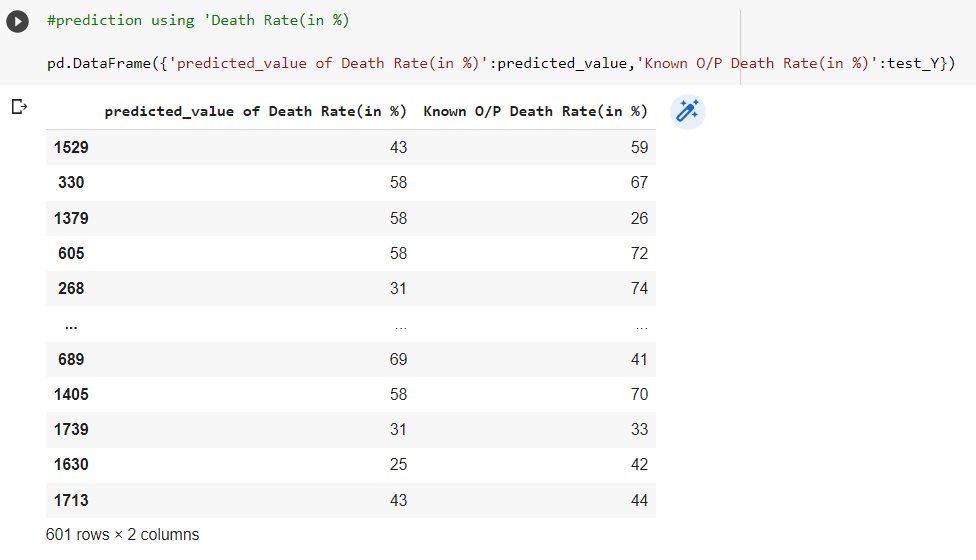 #prediction using 'Death Rate(in %)
pd.DataFrame({'predicted_value of Death Rate(in %)':predicted_value,'Known O/P Death Rate(in %)':test_Y})
predicted_value of Death Rate(in %) Known O/P Death Rate(in %)
1529 43 59
330 58 67
1379 58 26
605 58 72
268 31 74
... ... ...
689 69 41
1405 58 70
1739 31 33
1630 25 42
1713 43 44
601 rows × 2 columns